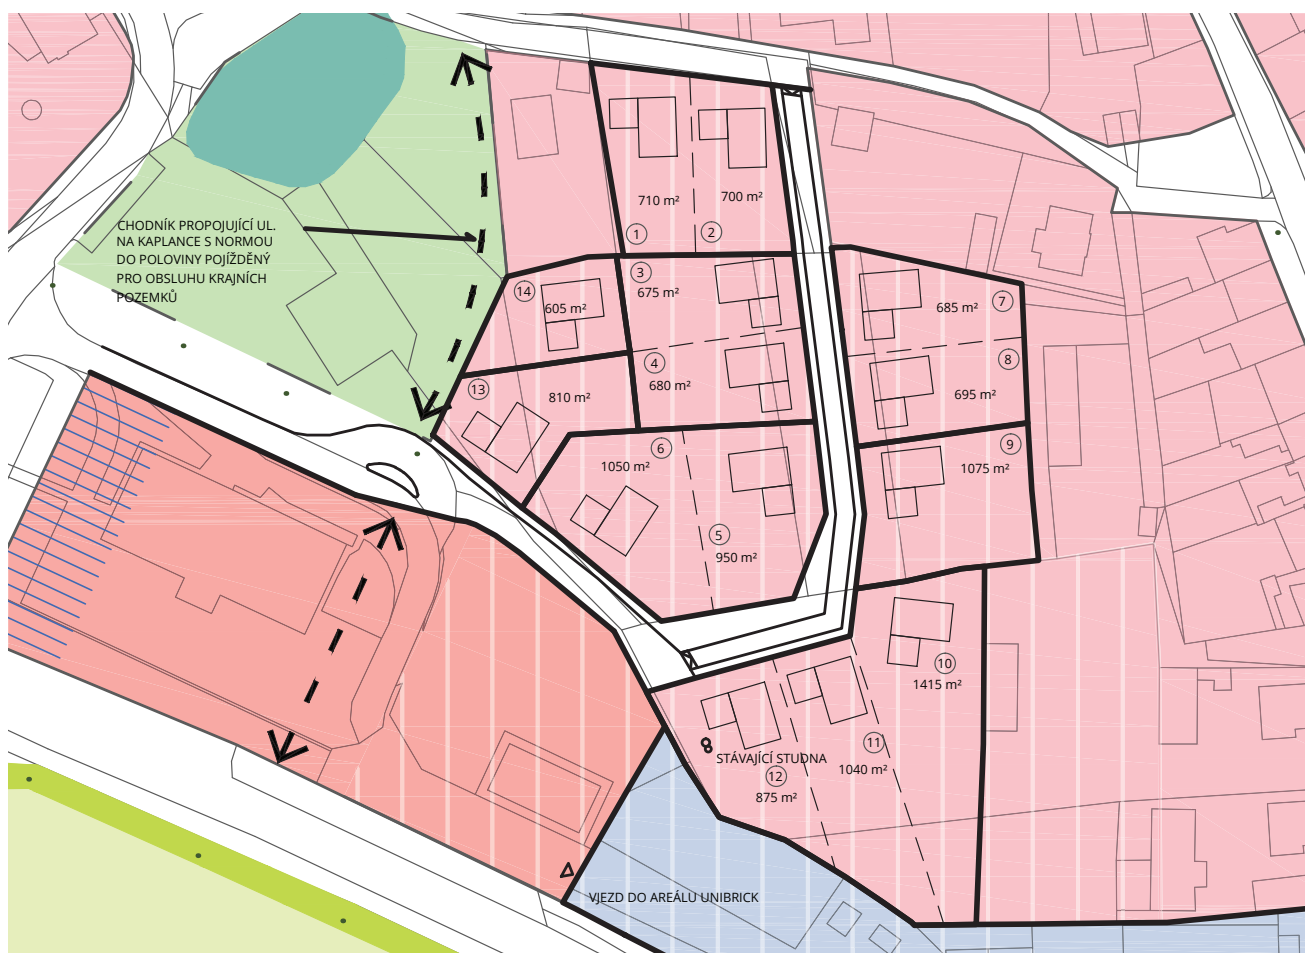 CHODNÍK PROPOJUJÍCÍ UL.
NA KAPLANCE S NORMOU
DO POLOVINY POJÍŽDĚNÝ
PRO OBSLUHU KRAJNÍCH
POZEMKŮ
710 m²
700 m²
1
2
3
675 m²
14
605 m²
7
685 m²
4
680 m²
8
695 m²
13
810 m²
6
1050 m²
9
1075 m²
5
950 m²
10
1415 m²
11
1040 m²
STÁVAJÍCÍ STUDNA
12
875 m²
VJEZD DO AREÁLU UNIBRICK